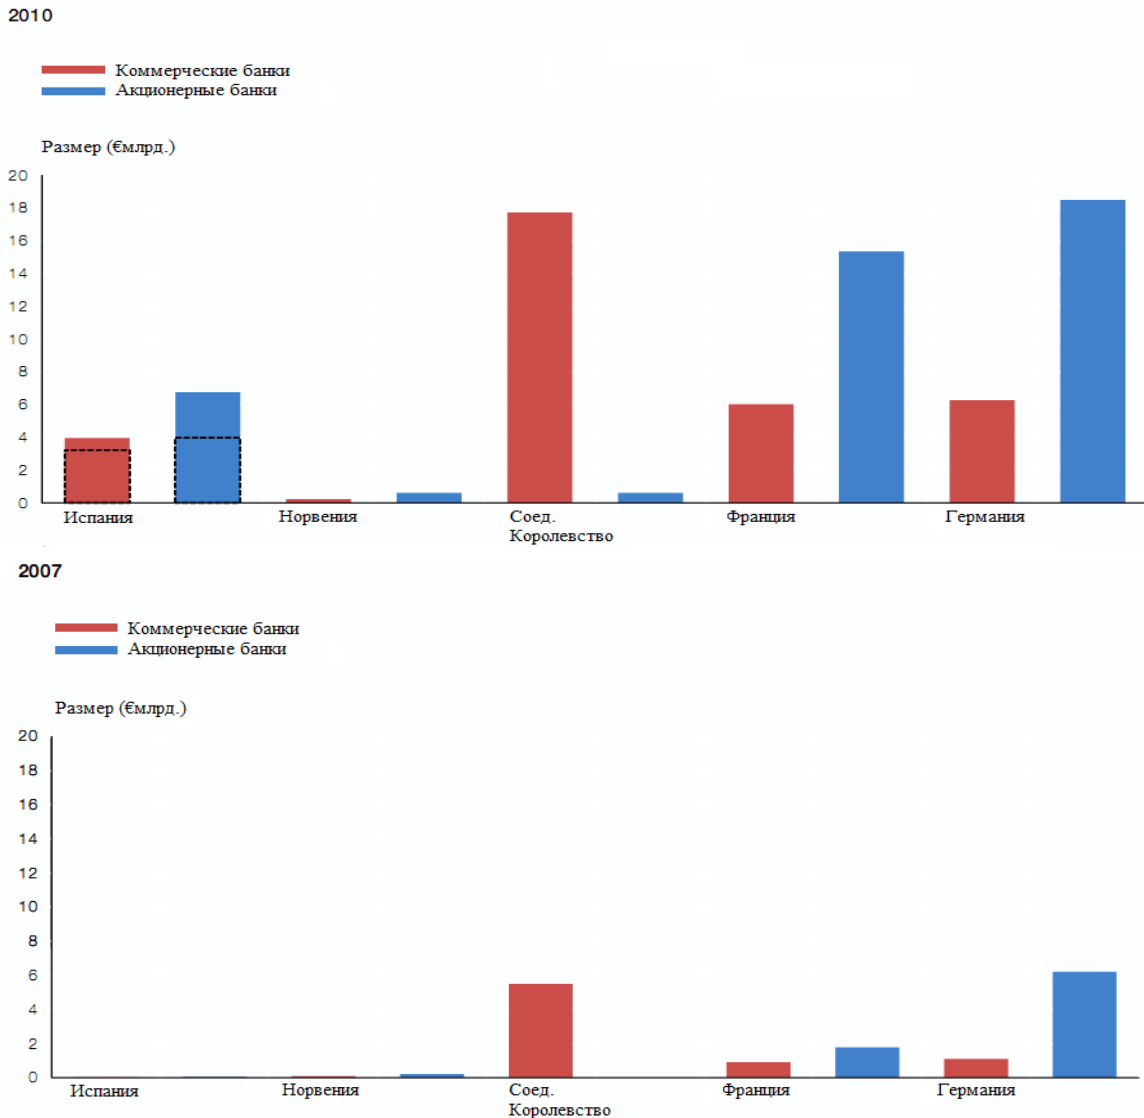 2010
Коммерческие банки
Акционерные банки
Размер (€млрд.)
20
18
16
14
12
10
8
6
4
2
0
Испания Норвения Соед. Франция Германия
Королевство
2007
Коммерческие банки
Акционерные банки
Размер (€млрд.)
20
18
16
14
12
10
8
6
4
2
0
Испания Норвения Соед. Франция Германия
Королевство